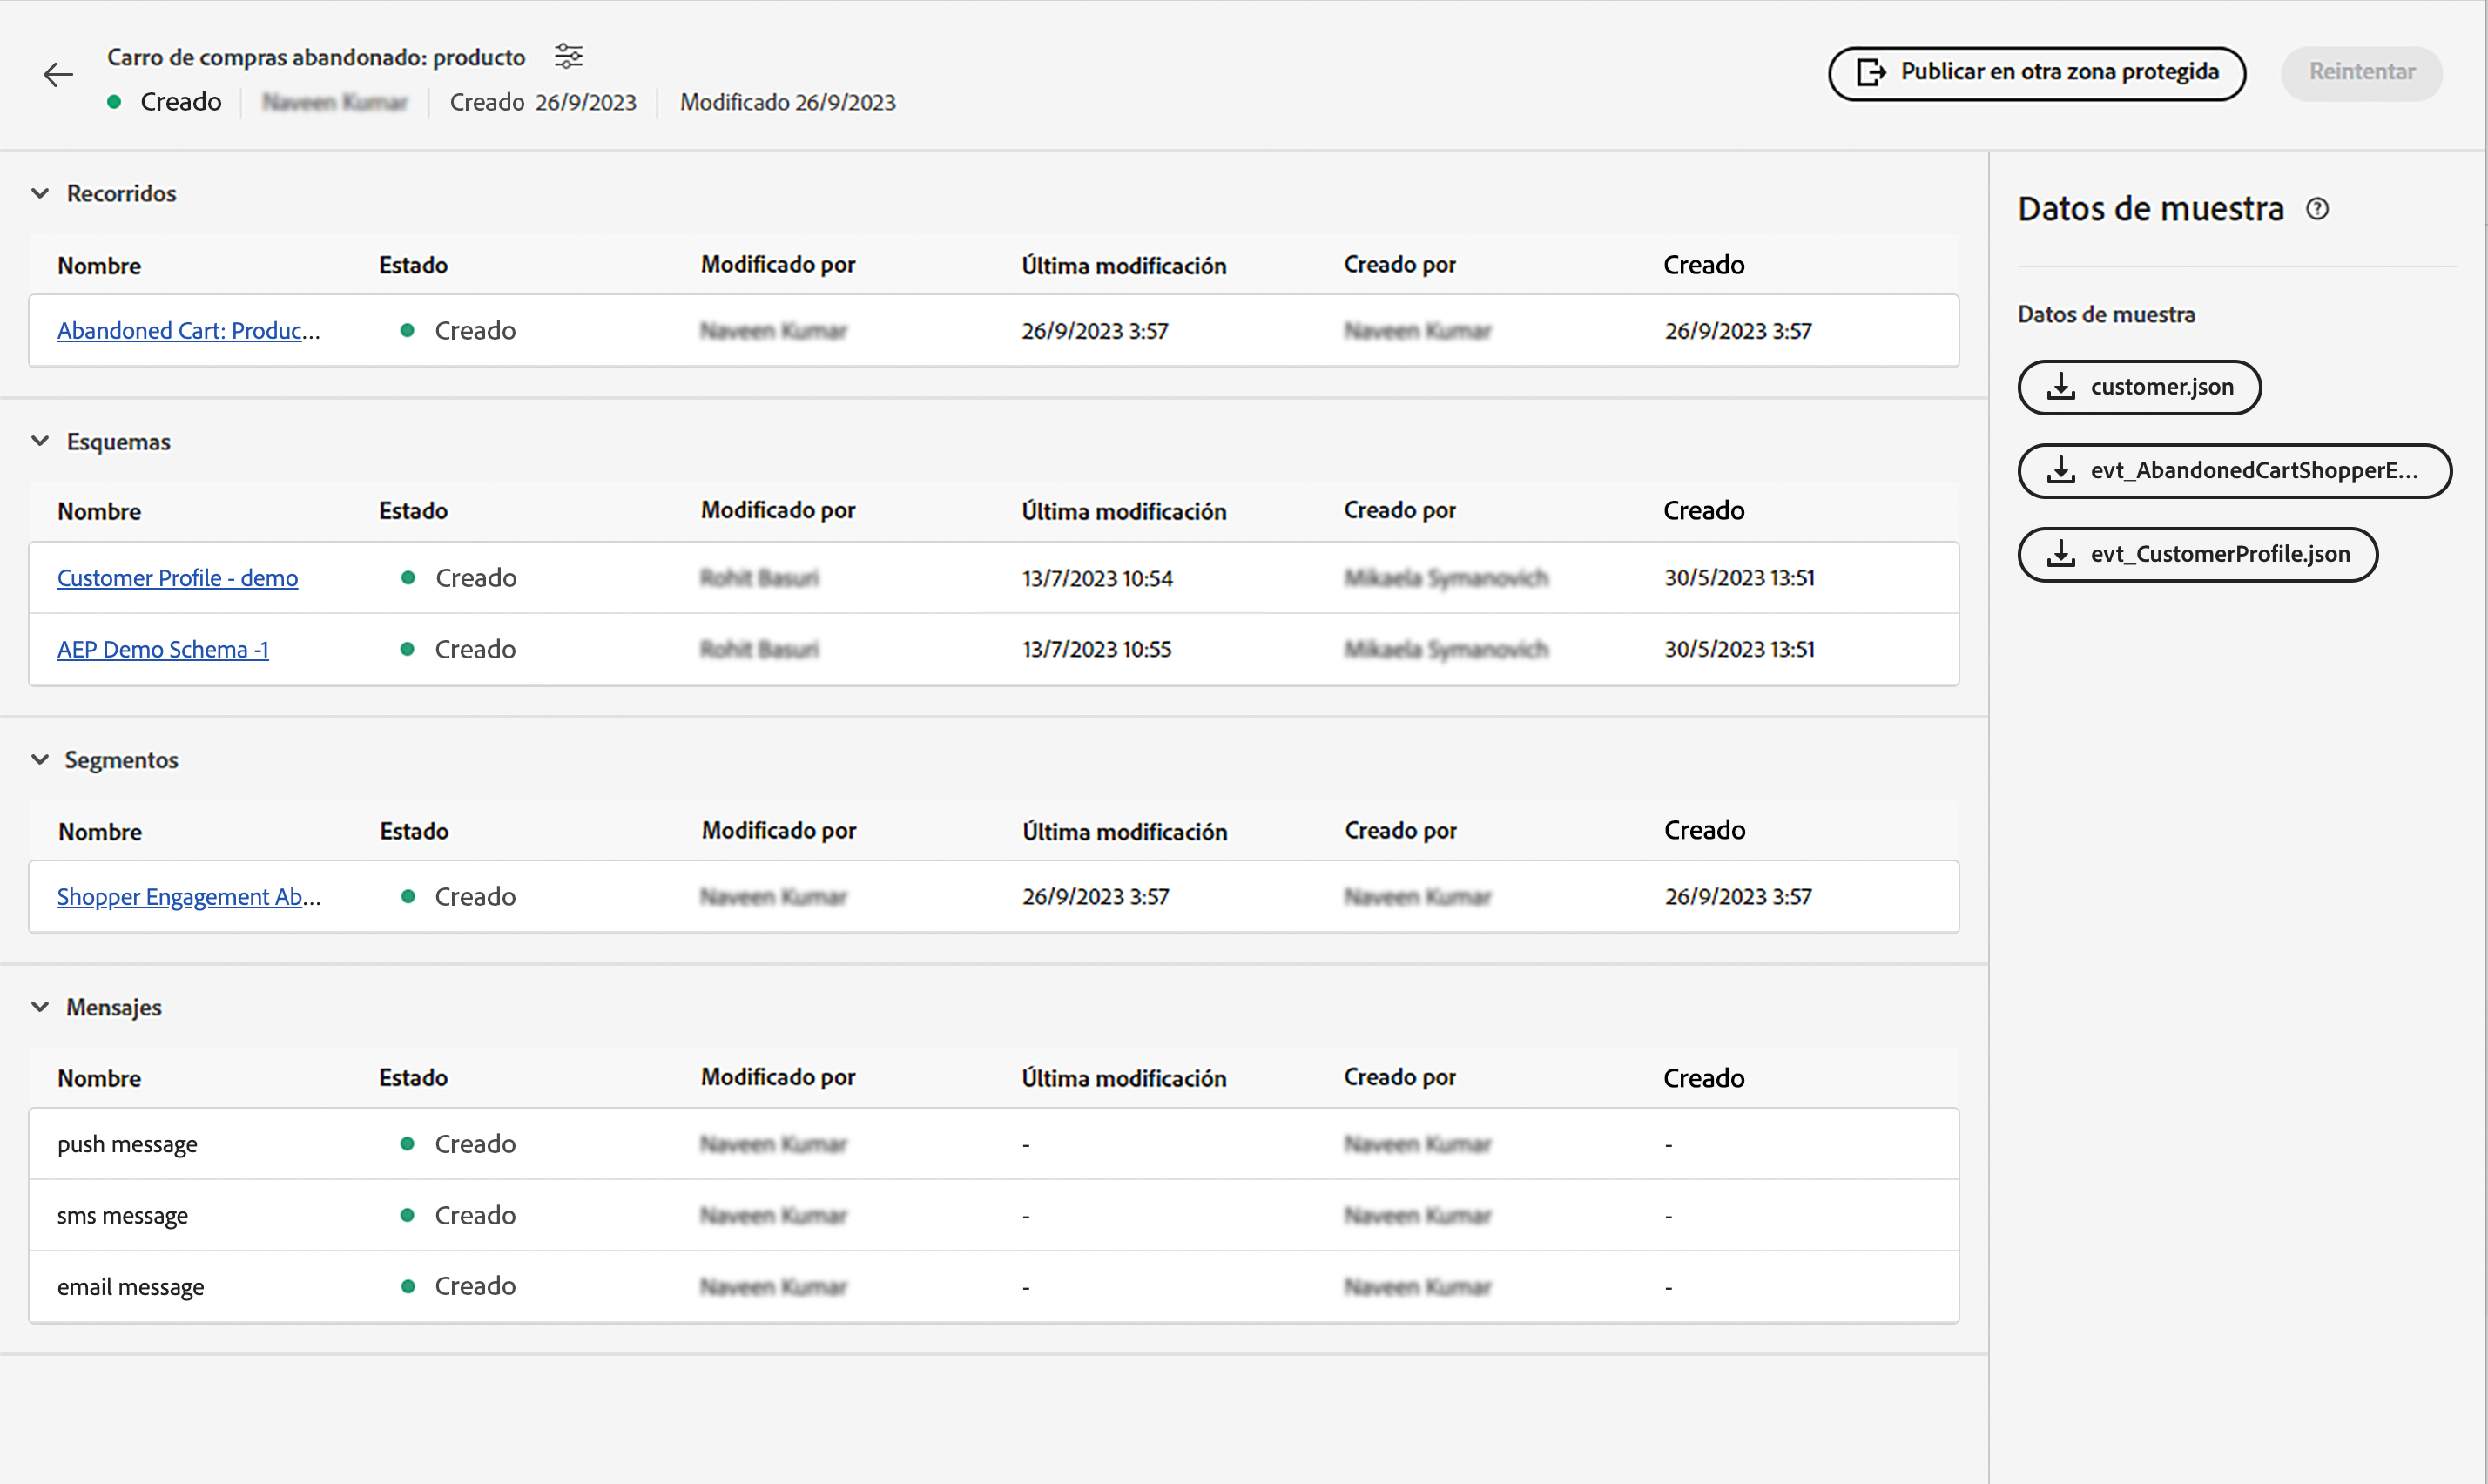 Carro de compras abandonado: producto
Creado Naveen Kumar Creado 26/9/2023 Modificado 26/9/2023
Publicar en otra zona protegida
Reintentar
Recorridos
Nombre Estado Modificado por Última modificación Creado por Creado
Abandoned Cart: Produc... Creado Naveen Kumar 26/9/2023 3:57 Naveen Kumar 26/9/2023 3:57
Esquemas
Nombre Estado Modificado por Última modificación Creado por Creado
Customer Profile - demo Creado Rohit Basuri 13/7/2023 10:54 Mikaela Symanovich 30/5/2023 13:51
AEP Demo Schema -1 Creado Rohit Basuri 13/7/2023 10:55 Mikaela Symanovich 30/5/2023 13:51
Segmentos
Nombre Estado Modificado por Última modificación Creado por Creado
Shopper Engagement Ab... Creado Naveen Kumar 26/9/2023 3:57 Naveen Kumar 26/9/2023 3:57
Mensajes
Nombre Estado Modificado por Última modificación Creado por Creado
push message Creado Naveen Kumar - Naveen Kumar -
sms message Creado Naveen Kumar - Naveen Kumar -
email message Creado Naveen Kumar - Naveen Kumar -
Datos de muestra
Datos de muestra
customer.json
evt_AbandonedCartShopperE...
evt_CustomerProfile.json